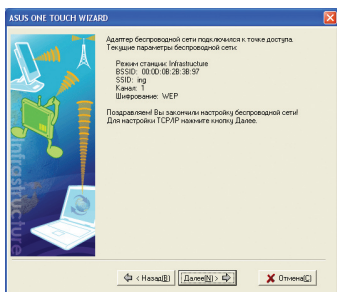 ASUS ONE TOUCH WIZARD
Адаптер беспроводной сети подключился к точке доступа.
Текущие параметры беспроводной сети:
Режим станции: Infrastructure
BSSID: 00:0D:0B:2B:3B:97
SSID: ing
Канал: 1
Шифрование: WEP
Поздравляем! Вы закончили настройку беспроводной сети!
Для настройки TCP/IP нажмите кнопку Далее.
Infrastructure
< Назад(B)
Далее(N) >
Отмена(C)